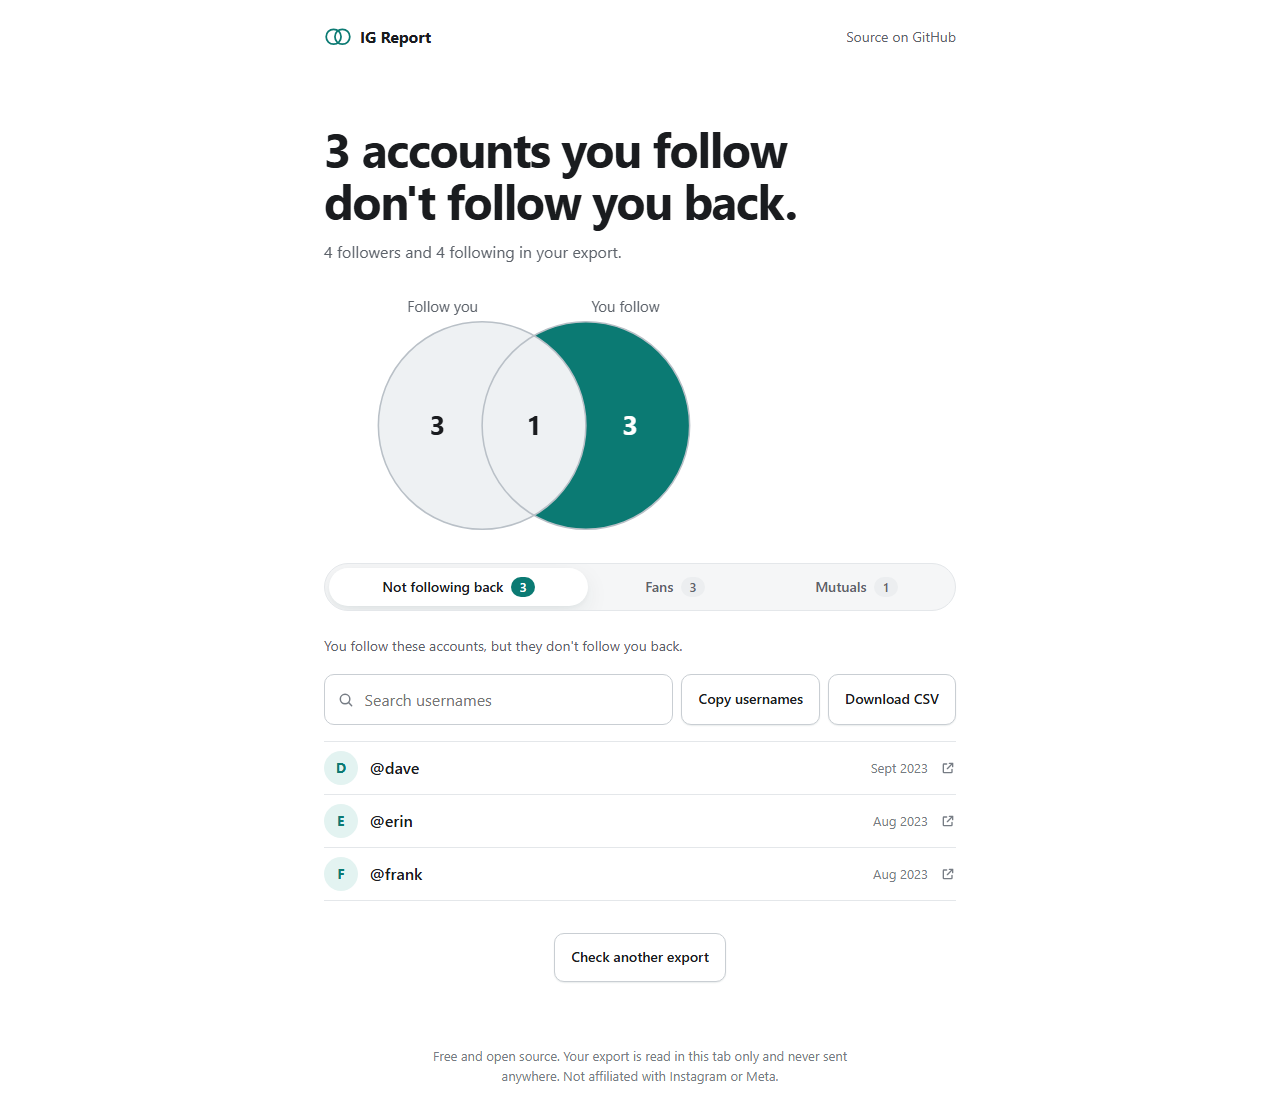 IG Report
Source on GitHub
3 accounts you follow
don't follow you back.
4 followers and 4 following in your export.
Follow you
You follow
3
1
3
Not following back 3
Fans 3
Mutuals 1
You follow these accounts, but they don't follow you back.
Search usernames
Copy usernames
Download CSV
D @dave Sept 2023
E @erin Aug 2023
F @frank Aug 2023
Check another export
Free and open source. Your export is read in this tab only and never sent
anywhere. Not affiliated with Instagram or Meta.